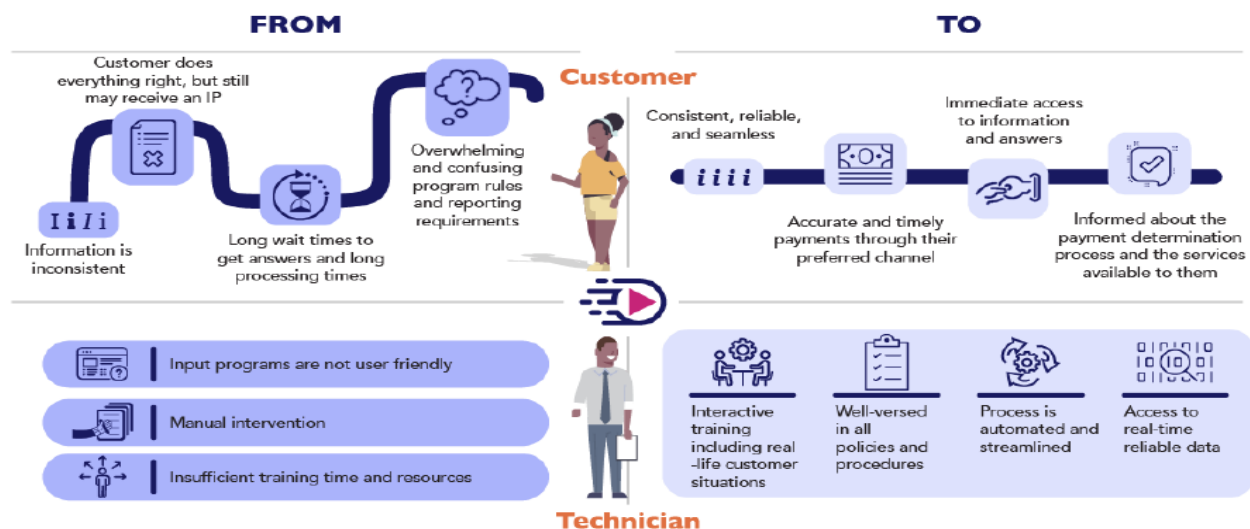 FROM
TO
Customer does
everything right, but still
may receive an IP
Customer
Information is
inconsistent
Long wait times to
get answers and long
processing times
Overwhelming
and confusing
program rules
and reporting
requirements
Consistent, reliable,
and seamless
Accurate and timely
payments through their
preferred channel
Immediate access
to information
and answers
Informed about the
payment determination
process and the services
available to them
I i I i
i i i i
?
Input programs are not user friendly
Manual intervention
Insufficient training time and resources
Interactive
training
including real
-life customer
situations
Well-versed
in all
policies and
procedures
Process is
automated and
streamlined
Access to
real-time
reliable data
Technician